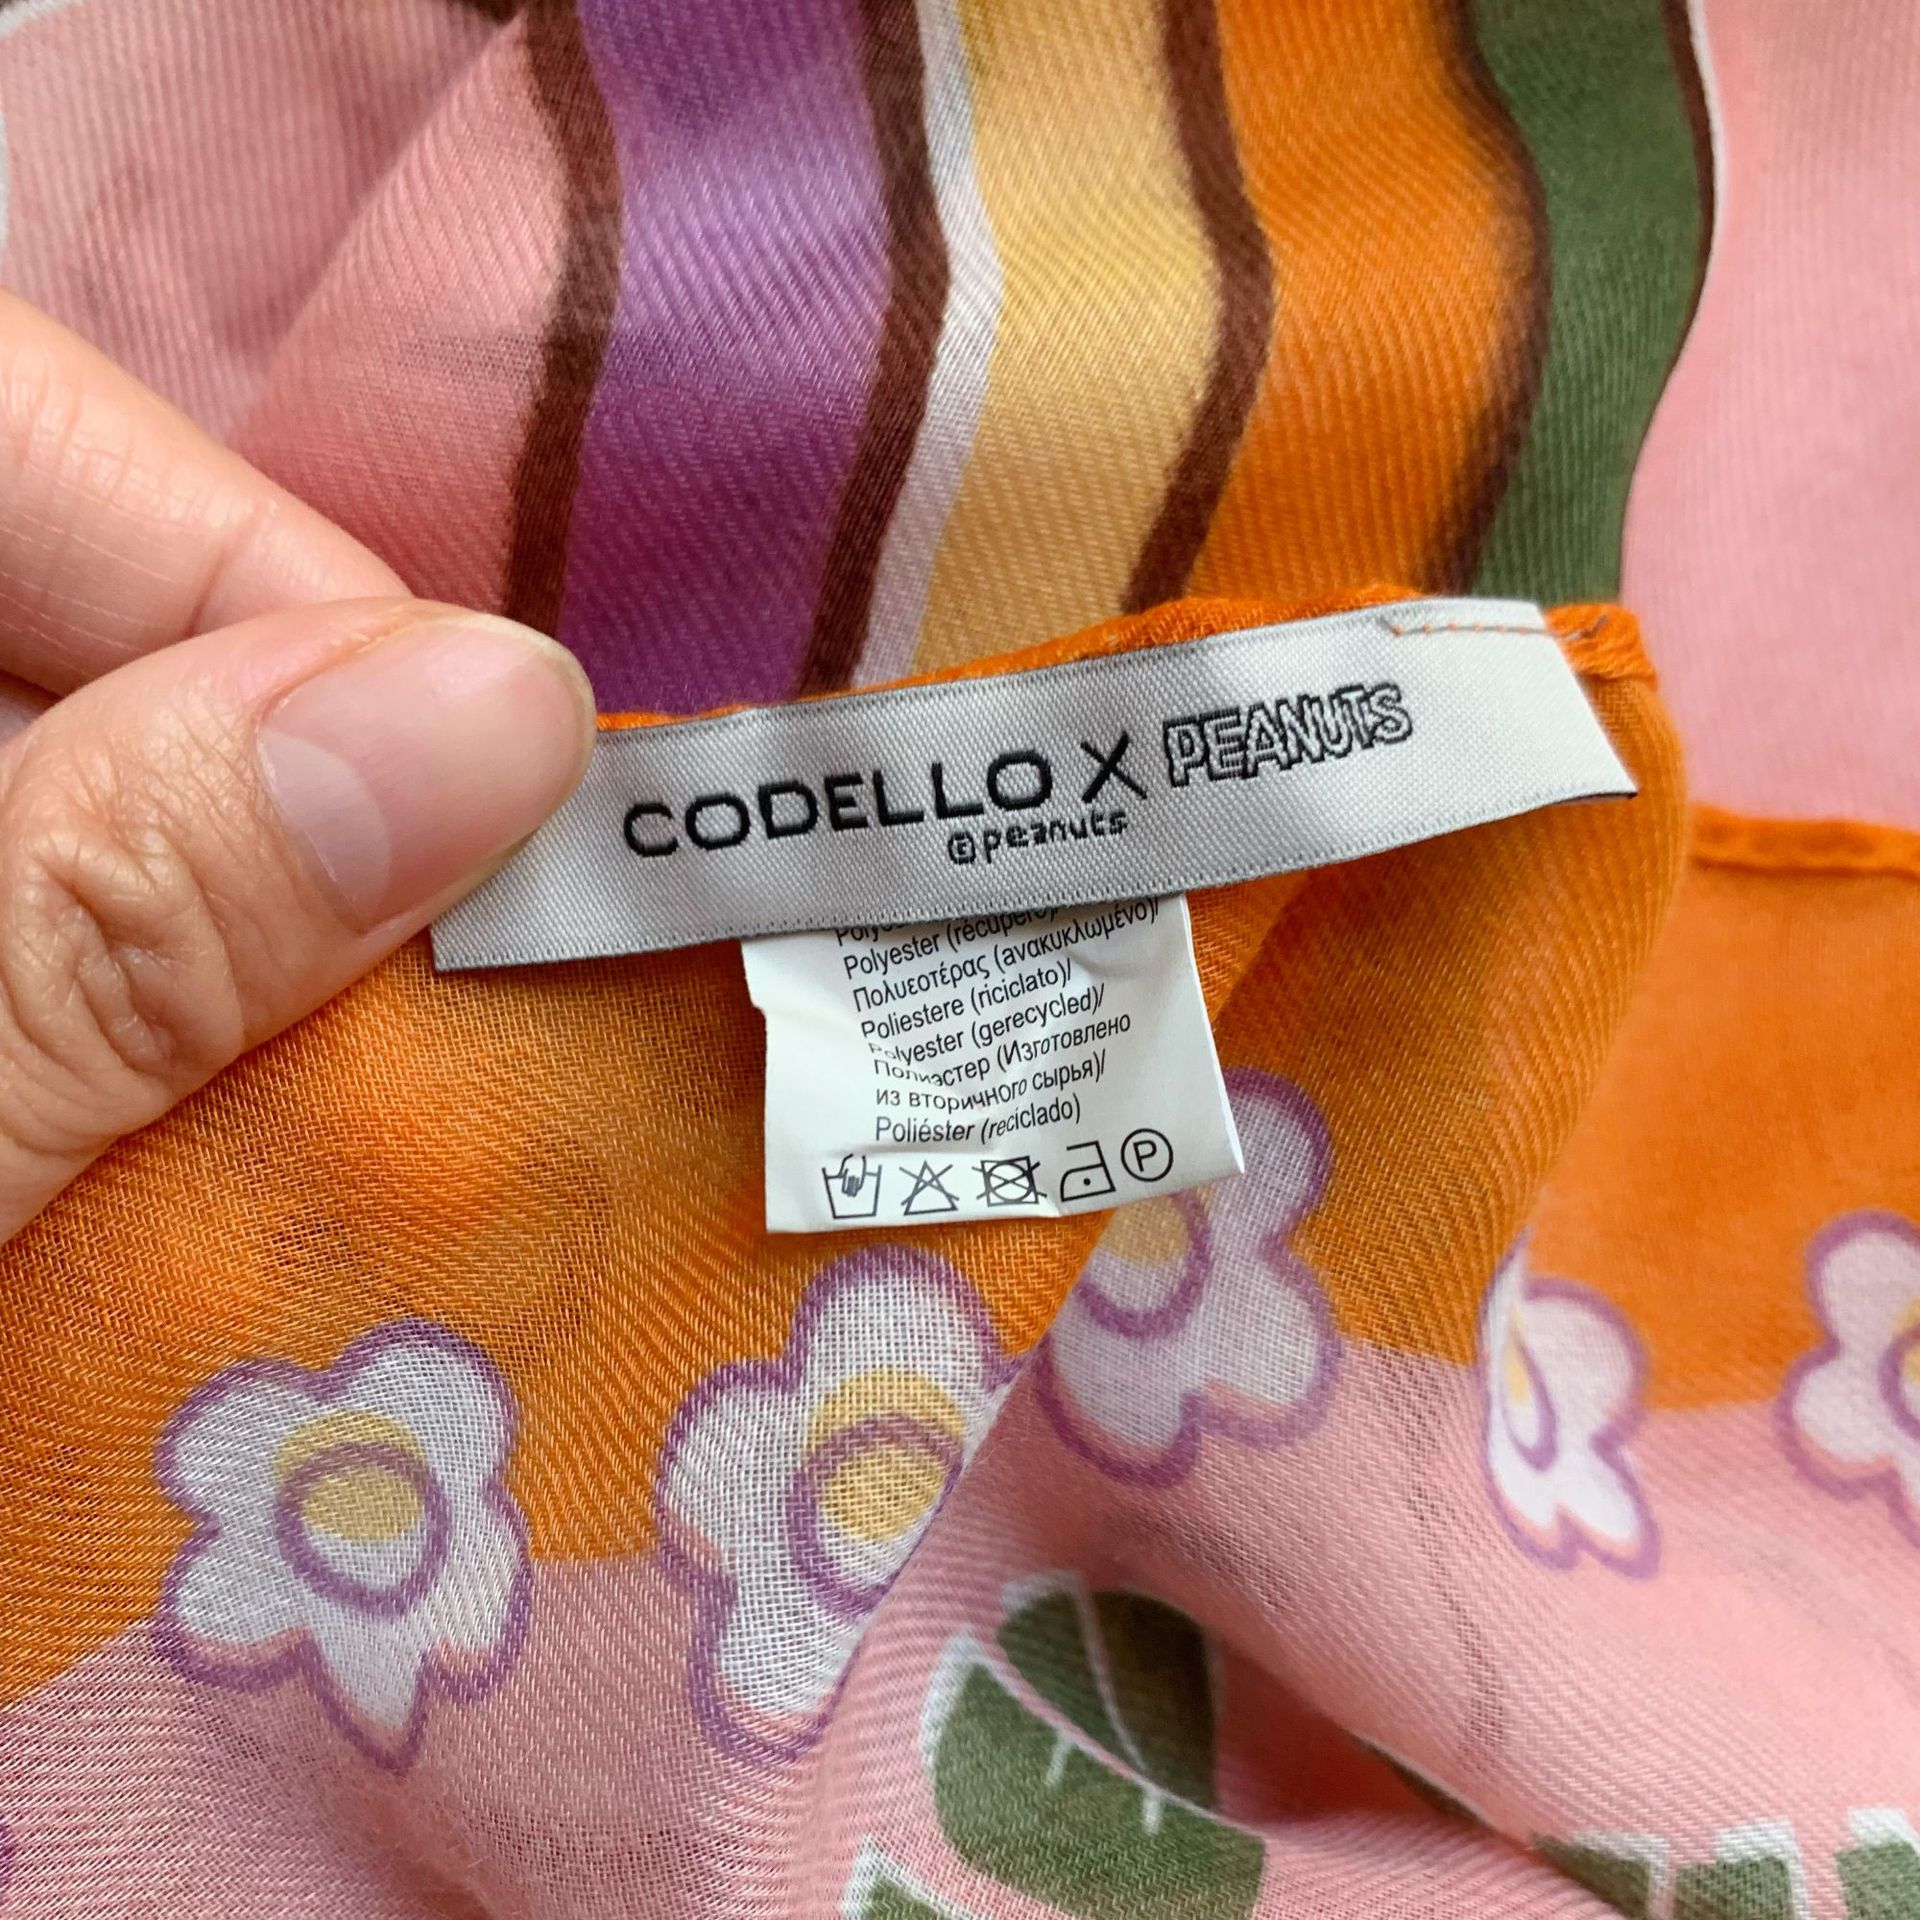 CODELLO X PEANUTS
©peanuts
Polyester (récupéré)/
Πολυεστέρας (ανακυκλωμένο)/
Poliestere (riciclato)/
Polyester (gerecycled)/
Полиэстер (Изготовлено
из вторичного сырья)/
Poliéster (reciclado)
P